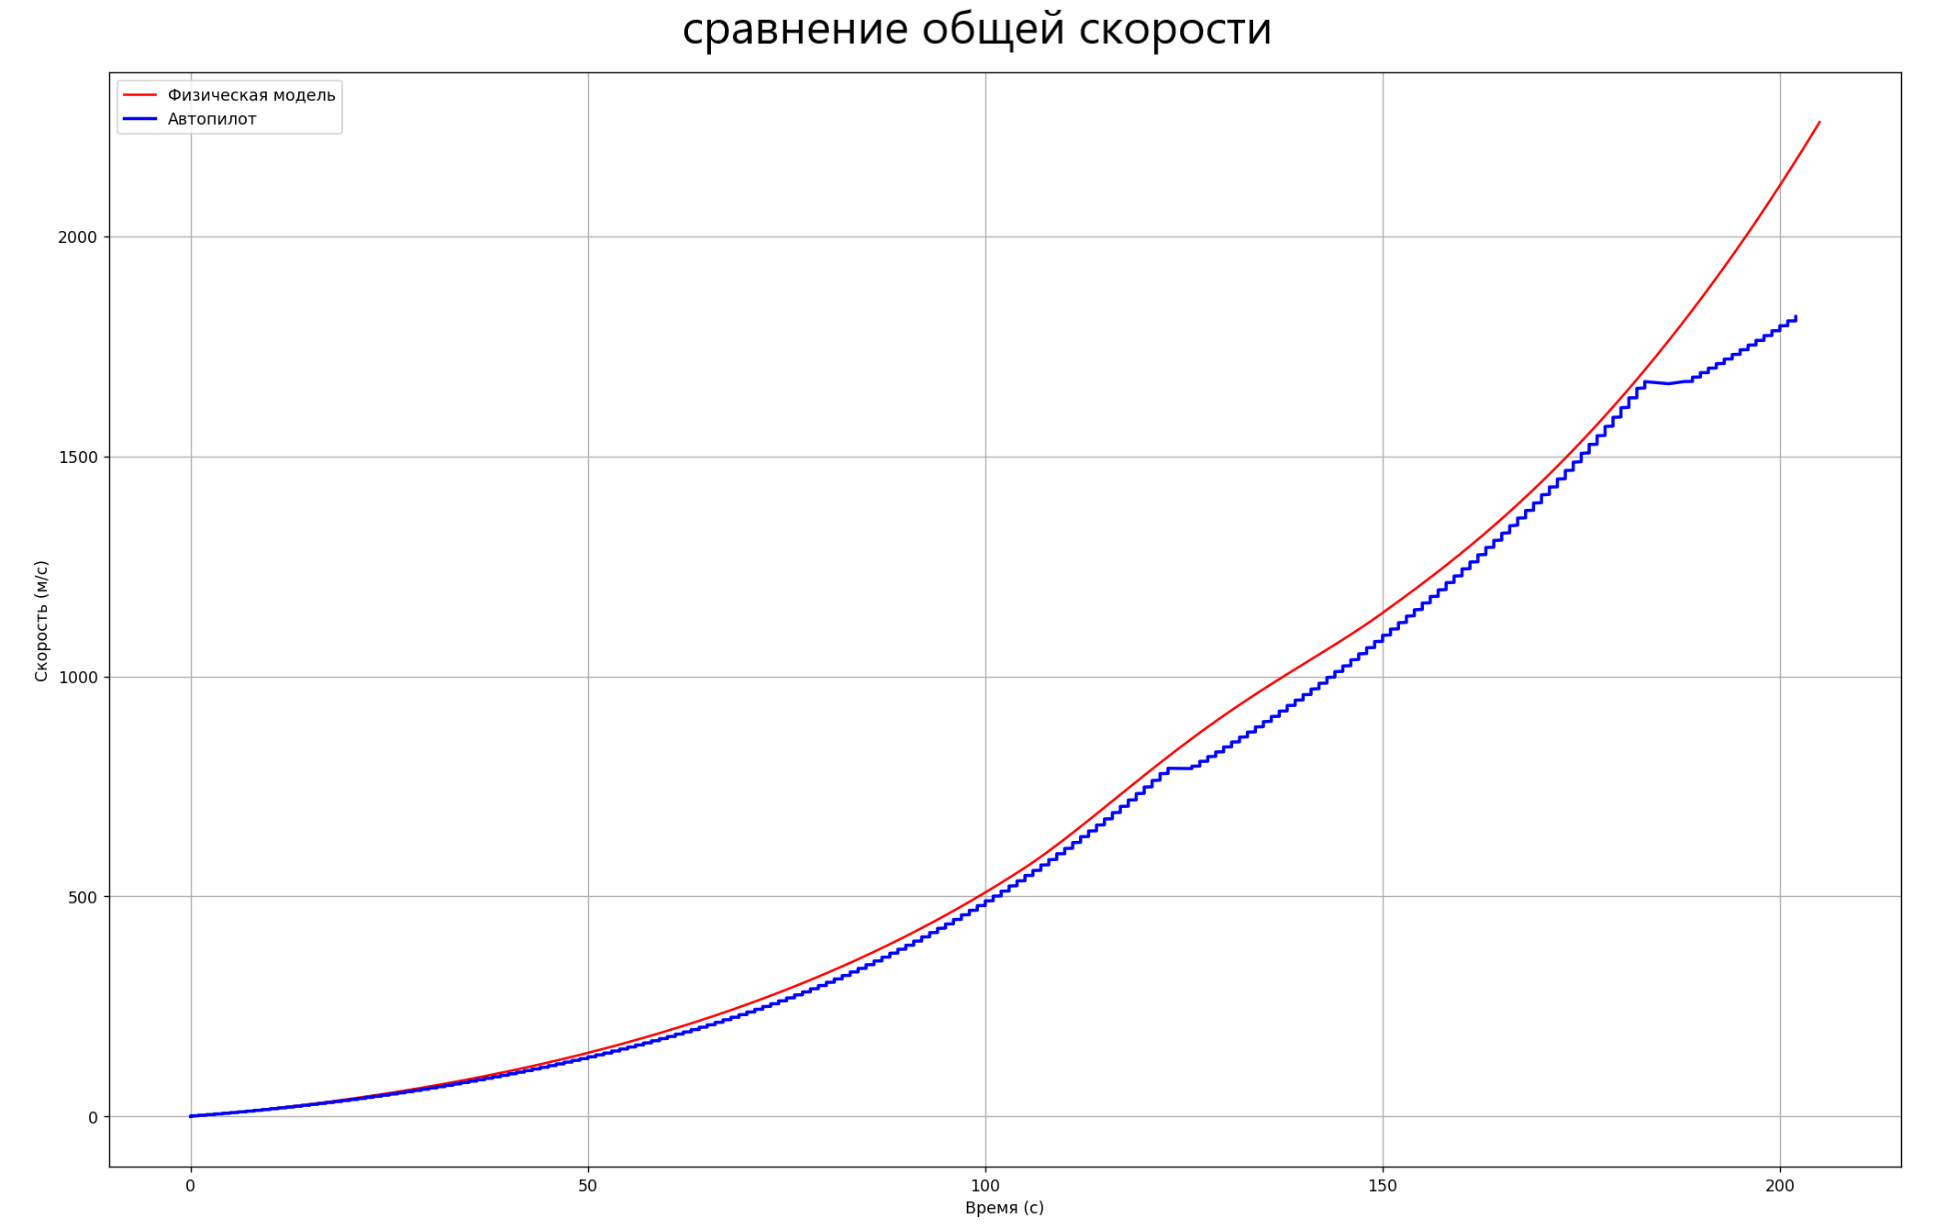 сравнение общей скорости
Физическая модель
Автопилот
2000
1500
1000
500
0
Скорость (м/с)
0 50 100 150 200
Время (с)